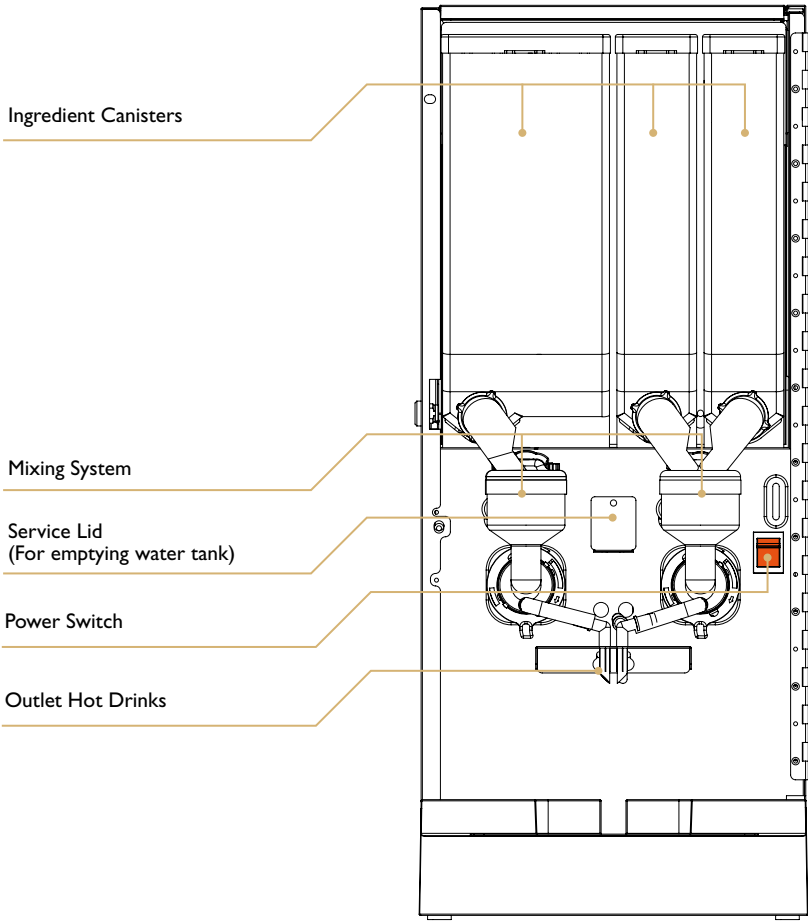 Ingredient Canisters
Mixing System
Service Lid
(For emptying water tank)
Power Switch
Outlet Hot Drinks